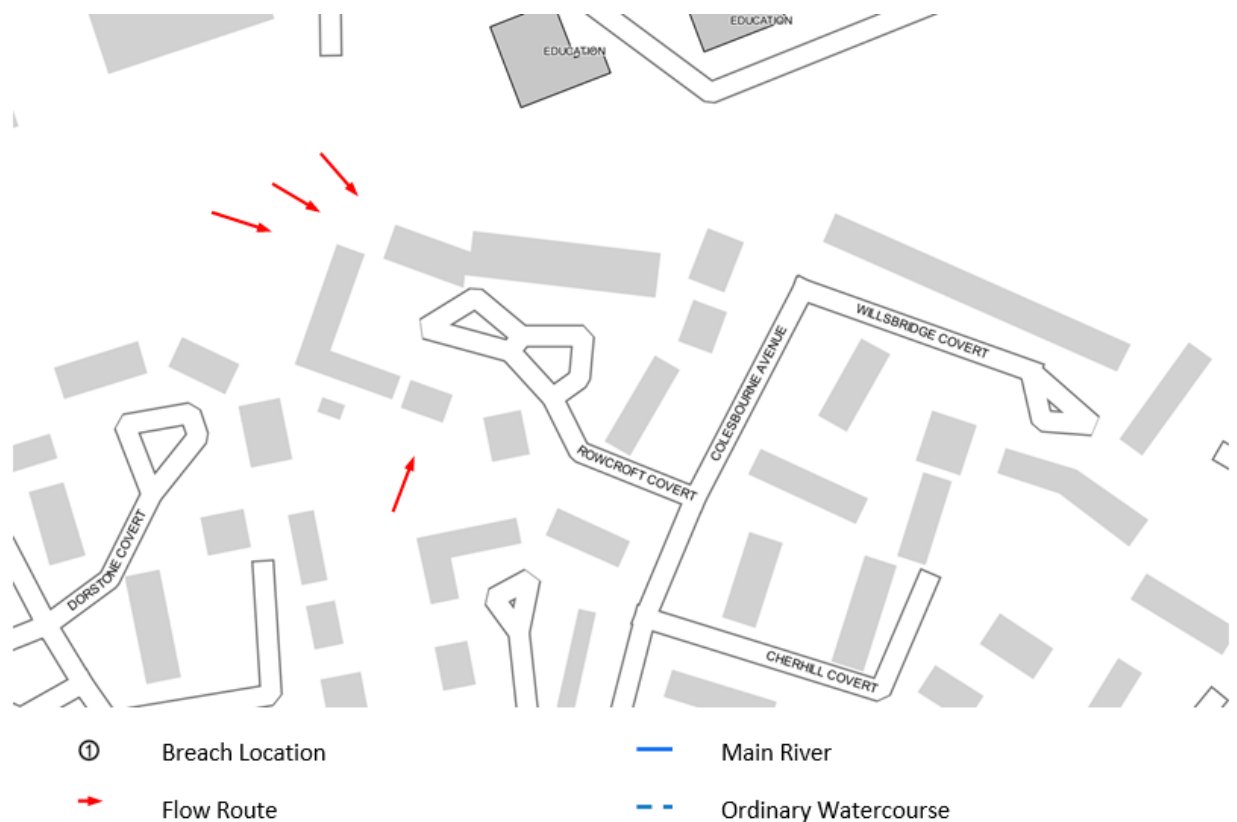 EDUCATION
EDUCATION
WILLSBRIDGE COVERT
COLESBOURNE AVENUE
ROWCROFT COVERT
DORSTONE COVERT
CHERHILL COVERT
1 Breach Location
Main River
Flow Route
Ordinary Watercourse